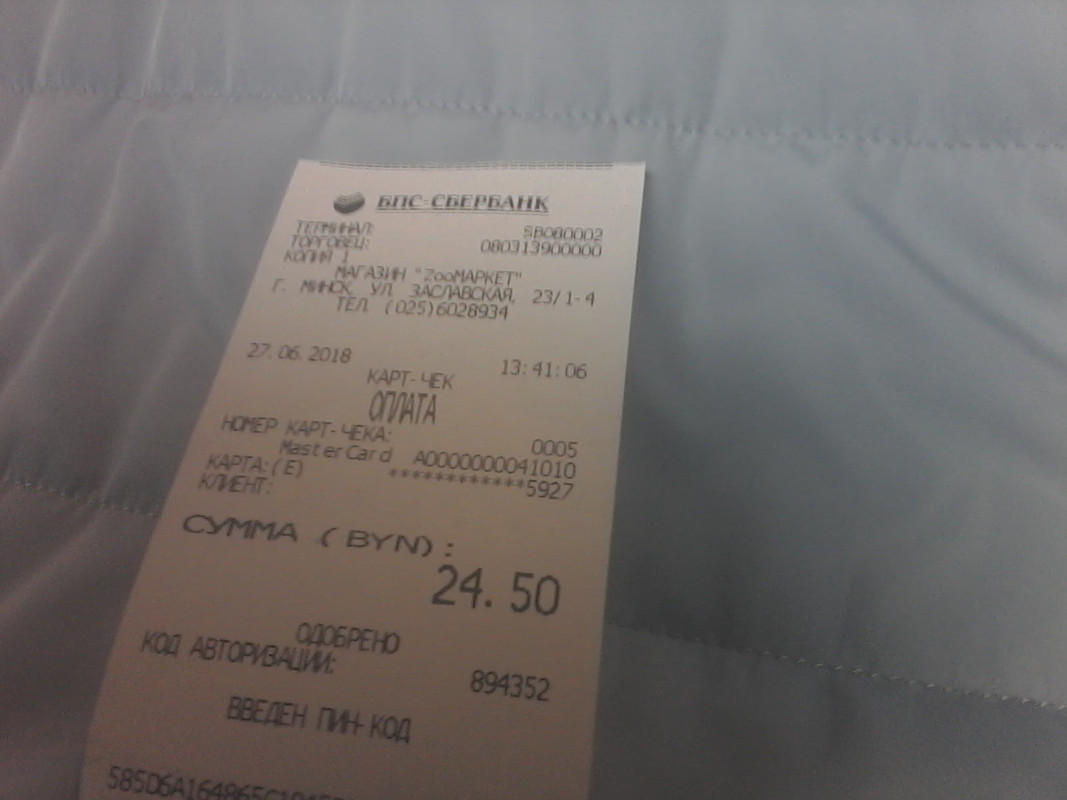 БПС-СБЕРБАНК
ТЕРМИНАЛ: SB080002
ТОРГОВЕЦ: 080313900000
КОПИЯ 1
МАГАЗИН "ZooМАРКЕТ"
Г. МИНСК, УЛ. ЗАСЛАВСКАЯ, 23/1-4
ТЕЛ. (025)6028934
27.06.2018 13:41:06
КАРТ-ЧЕК
ОПЛАТА
НОМЕР КАРТ-ЧЕКА: 0005
MasterCard A0000000041010
КАРТА:(E) ************5927
КЛИЕНТ:
СУММА (BYN):
24.50
ОДОБРЕНО
КОД АВТОРИЗАЦИИ: 894352
ВВЕДЕН ПИН-КОД